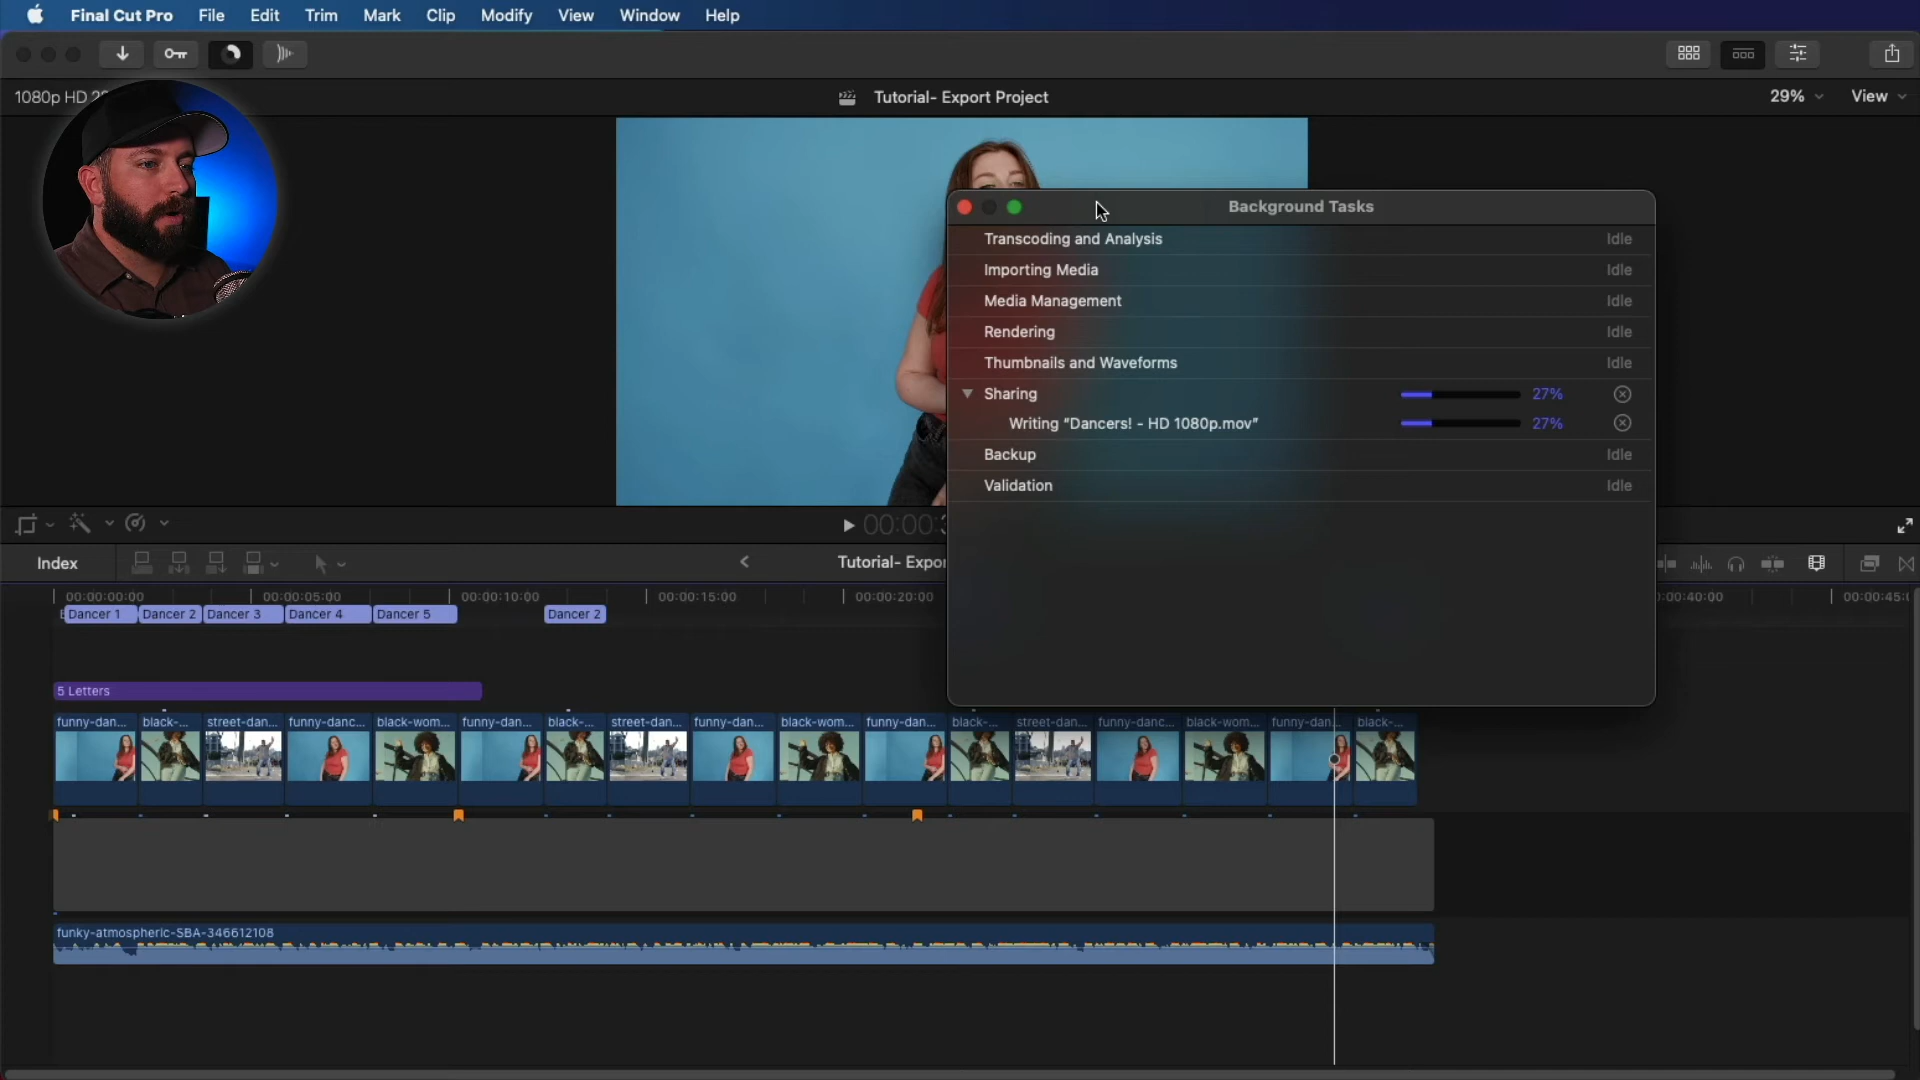 Final Cut Pro File Edit Trim Mark Clip Modify View Window Help
1080p HD
Tutorial- Export Project
29% View
Background Tasks
Transcoding and Analysis Idle
Importing Media Idle
Media Management Idle
Rendering Idle
Thumbnails and Waveforms Idle
Sharing 27%
Writing “Dancers! - HD 1080p.mov” 27%
Backup Idle
Validation Idle
00:00:
Index
Tutorial- Expor
00:00:00:00 00:00:05:00 00:00:10:00 00:00:15:00 00:00:20:00 0:00:40:00 00:00:45:0
Dancer 1 Dancer 2 Dancer 3 Dancer 4 Dancer 5 Dancer 2
5 Letters
funny-dan... black-... street-dan... funny-danc... black-wom... funny-dan... black-... street-dan... funny-dan... black-wom... funny-dan... black-... street-dan... funny-danc... black-wom... funny-dan... black-...
funky-atmospheric-SBA-346612108